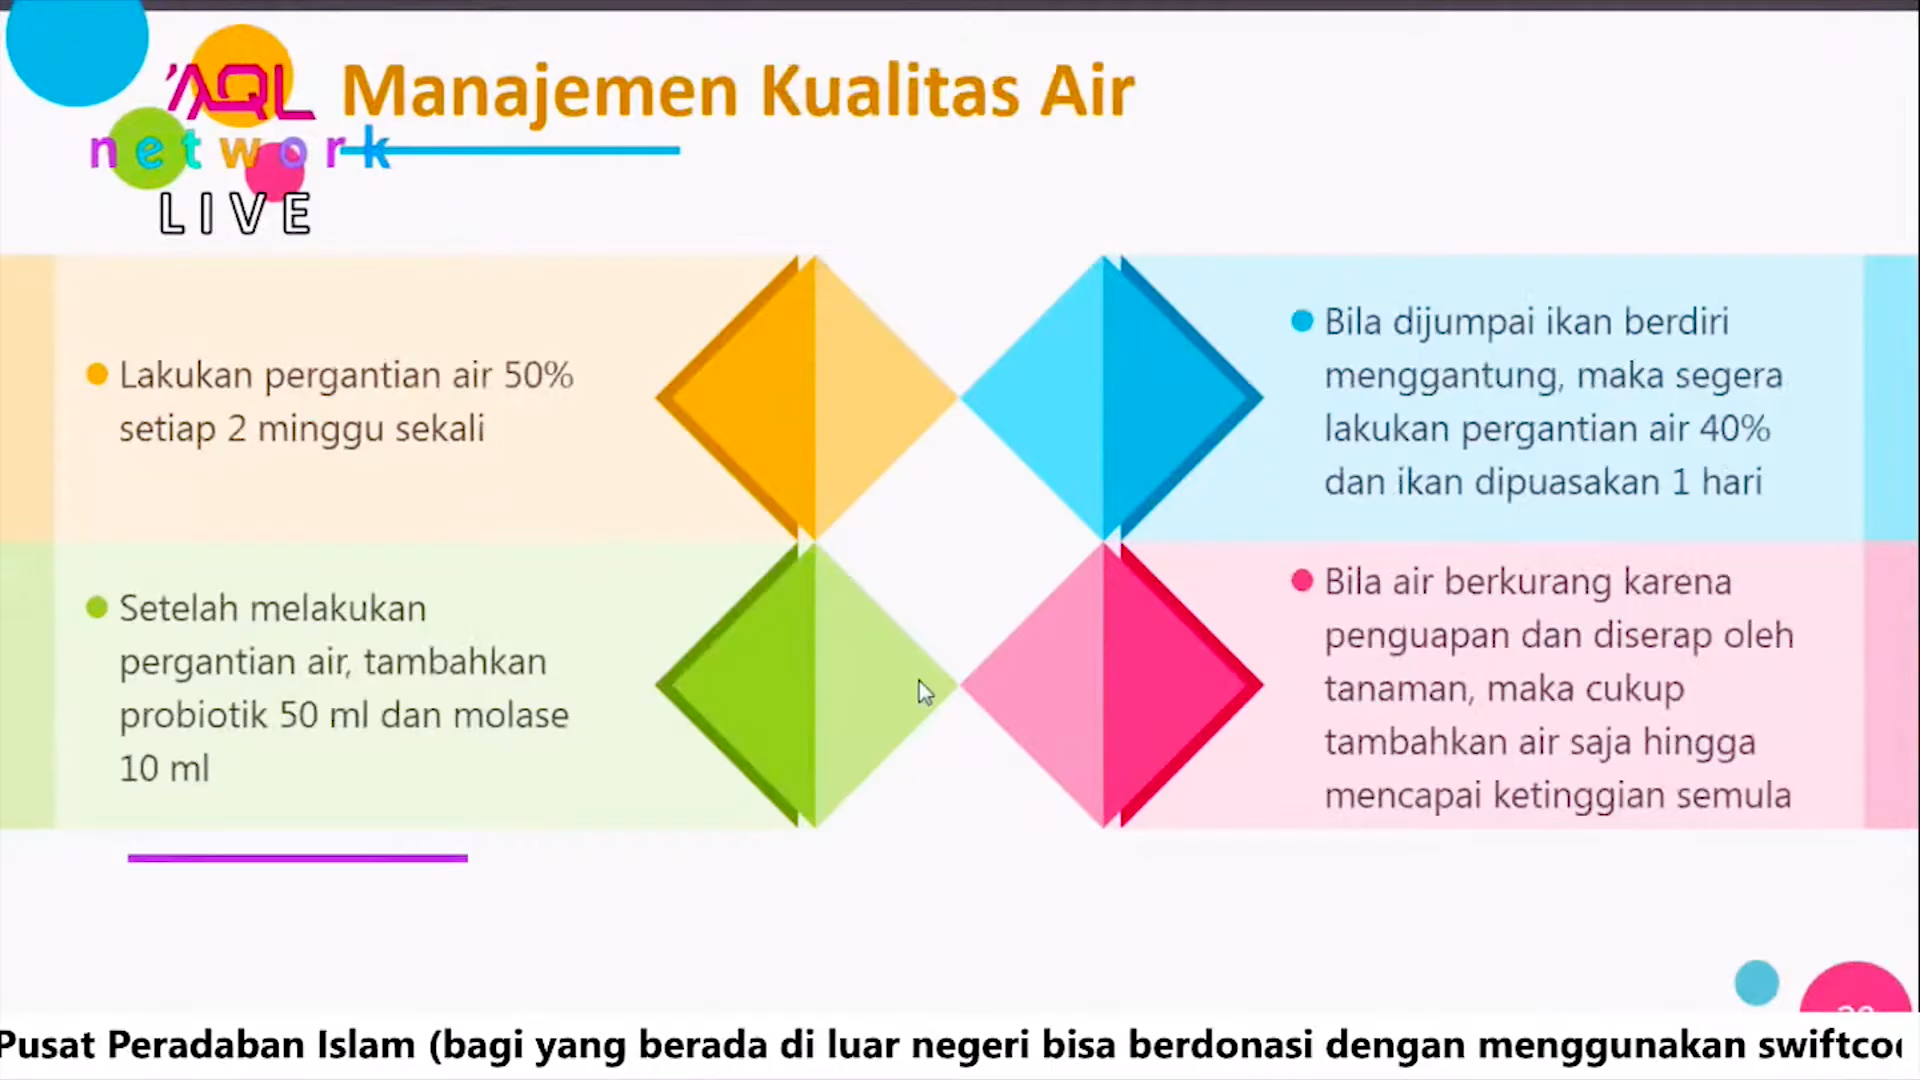 'AQL
network
LIVE
Manajemen Kualitas Air
Lakukan pergantian air 50%
setiap 2 minggu sekali
Setelah melakukan
pergantian air, tambahkan
probiotik 50 ml dan molase
10 ml
Bila dijumpai ikan berdiri
menggantung, maka segera
lakukan pergantian air 40%
dan ikan dipuasakan 1 hari
Bila air berkurang karena
penguapan dan diserap oleh
tanaman, maka cukup
tambahkan air saja hingga
mencapai ketinggian semula
Pusat Peradaban Islam (bagi yang berada di luar negeri bisa berdonasi dengan menggunakan